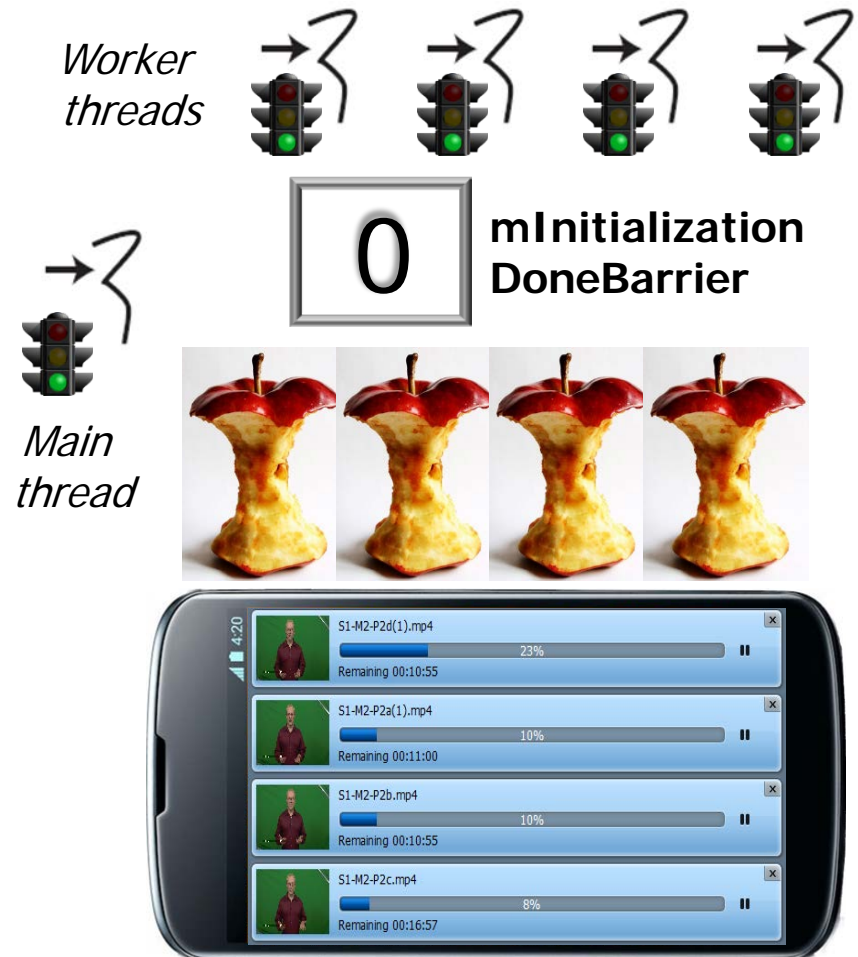 Worker
threads
0
mInitialization
DoneBarrier
Main
thread
4:20
S1-M2-P2d(1).mp4
23%
Remaining 00:10:55
S1-M2-P2a(1).mp4
10%
Remaining 00:11:00
S1-M2-P2b.mp4
10%
Remaining 00:10:55
S1-M2-P2c.mp4
8%
Remaining 00:16:57